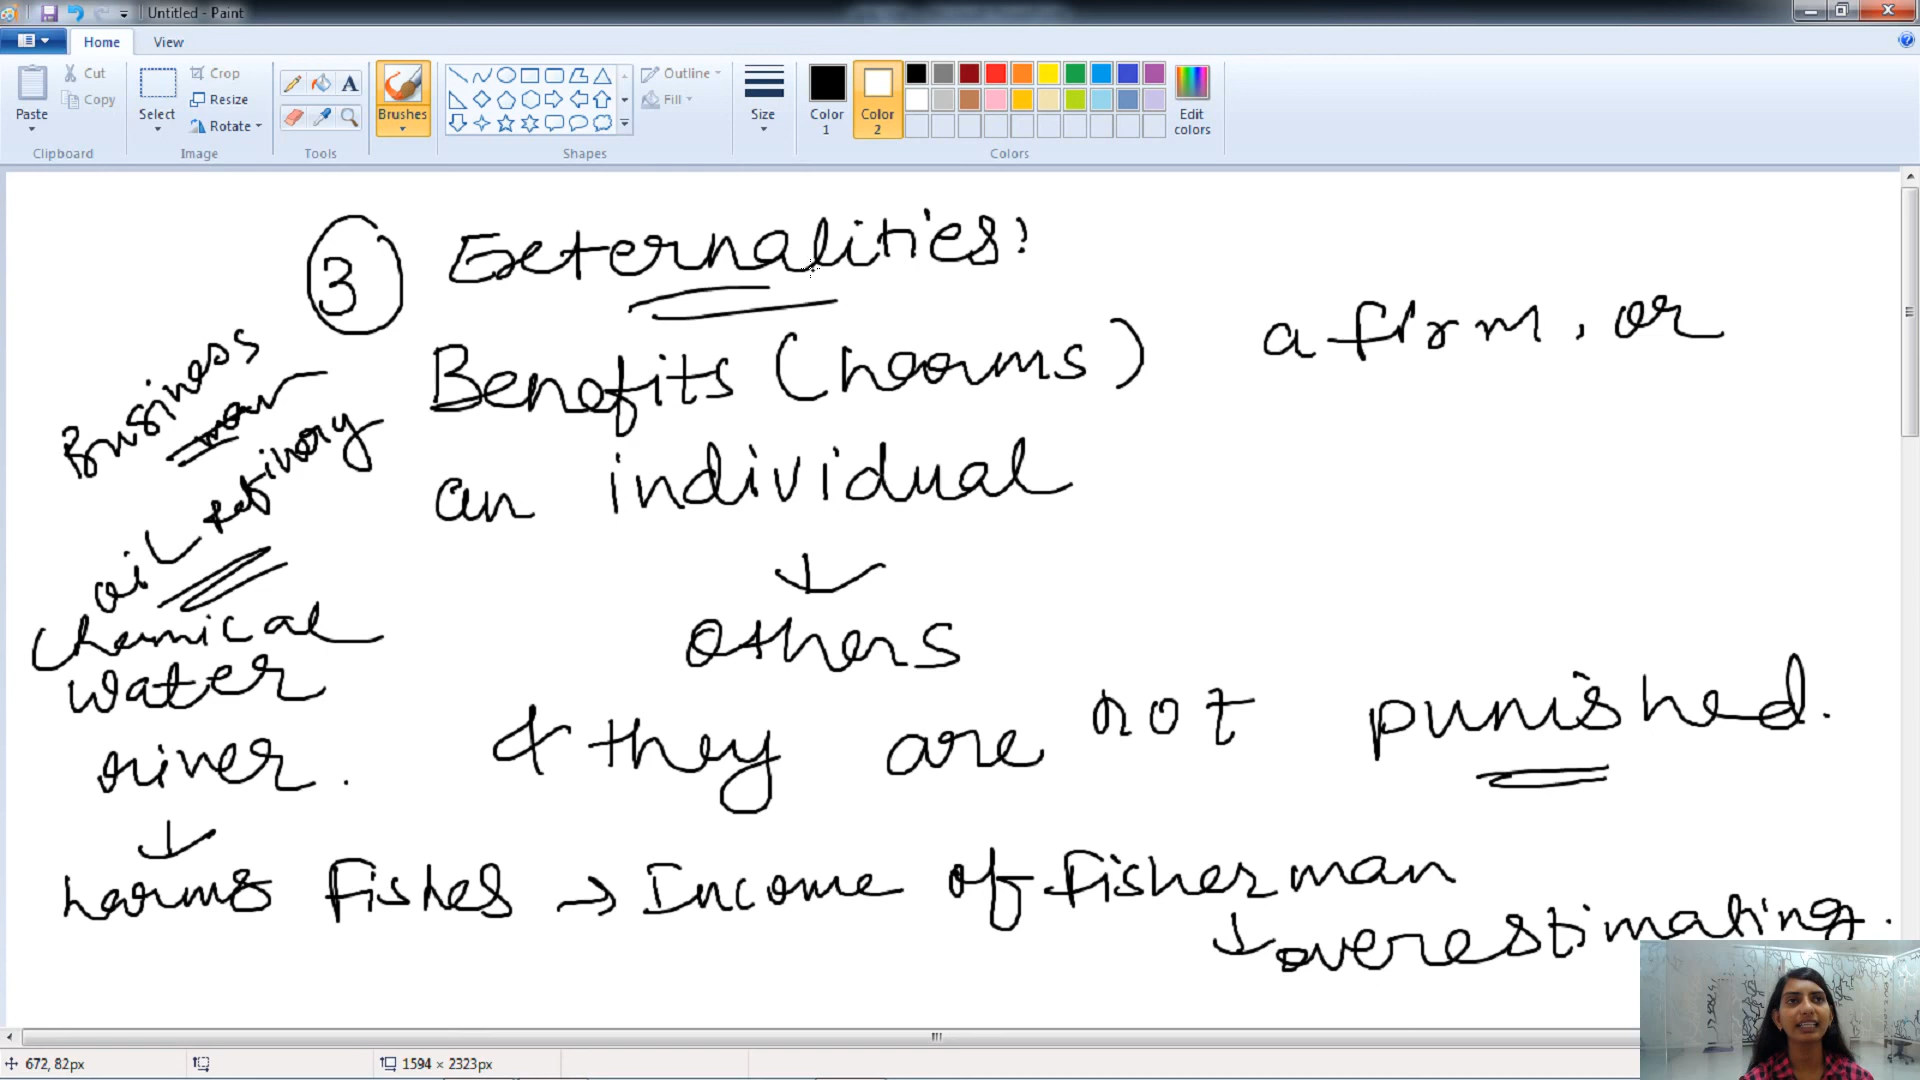 Untitled - Paint
Home View
Paste
Cut
Copy
Clipboard
Select
Crop
Resize
Rotate
Image
Tools
Brushes
Shapes
Outline
Fill
Size
Color 1
Color 2
Edit colors
Colors
3 Externalities:
Benefits (harms) a firm, or
an individual
↓
others
& they are not punished.
Business
man
oil refinery
chemical
water
river.
↓
harms fishes → Income of fisherman
↓ overestimating.
672, 82px
1594 × 2323px